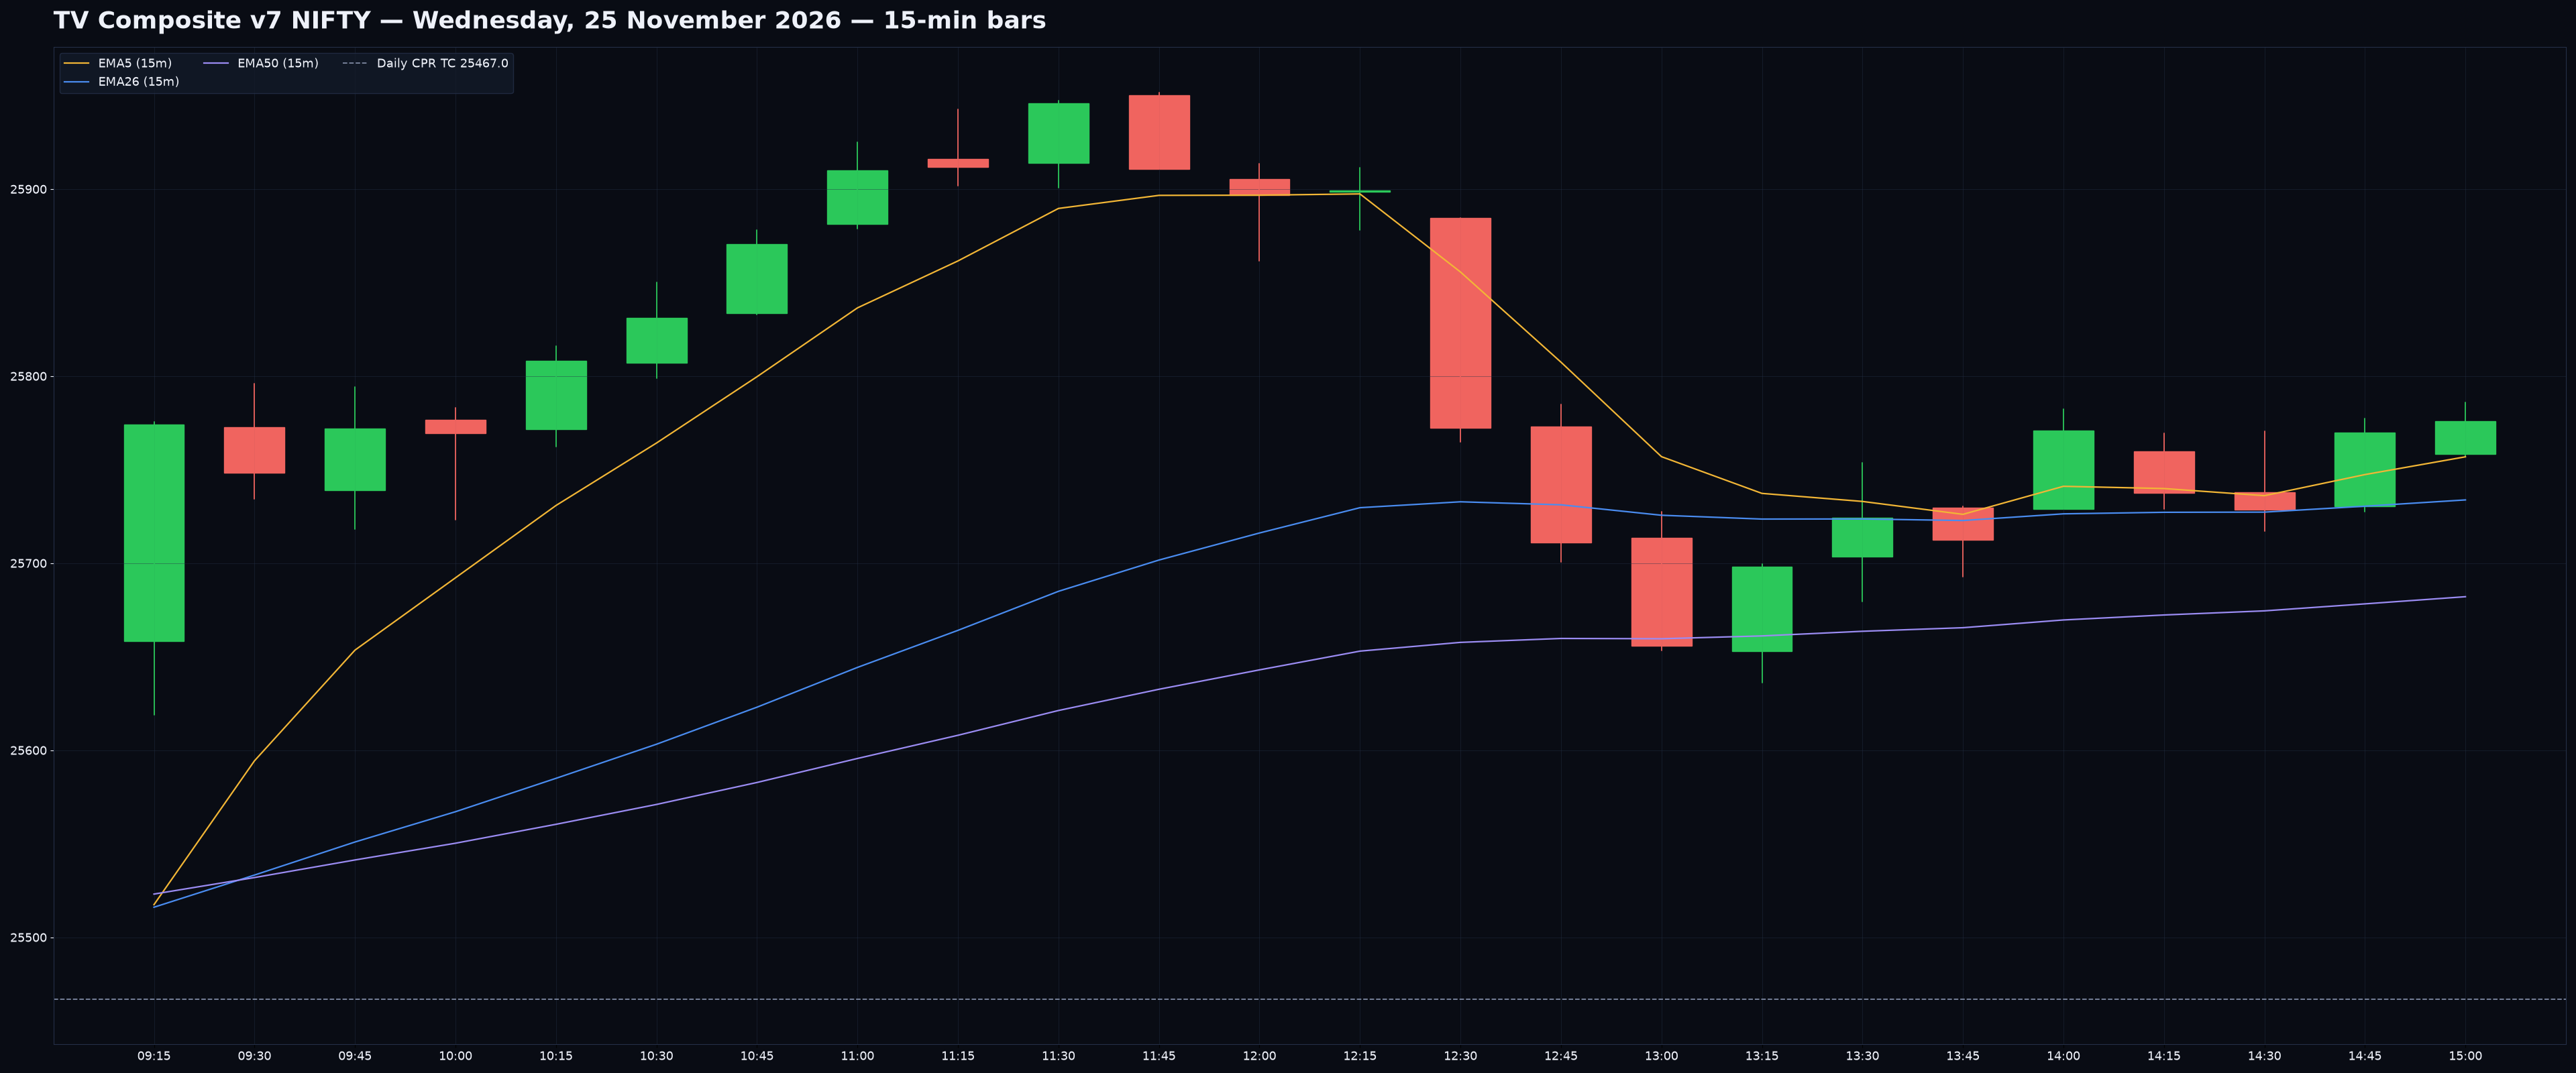 TV Composite v7 NIFTY — Wednesday, 25 November 2026 — 15-min bars
EMA5 (15m) EMA50 (15m) Daily CPR TC 25467.0
EMA26 (15m)
25900
25800
25700
25600
25500
09:15 09:30 09:45 10:00 10:15 10:30 10:45 11:00 11:15 11:30 11:45 12:00 12:15 12:30 12:45 13:00 13:15 13:30 13:45 14:00 14:15 14:30 14:45 15:00